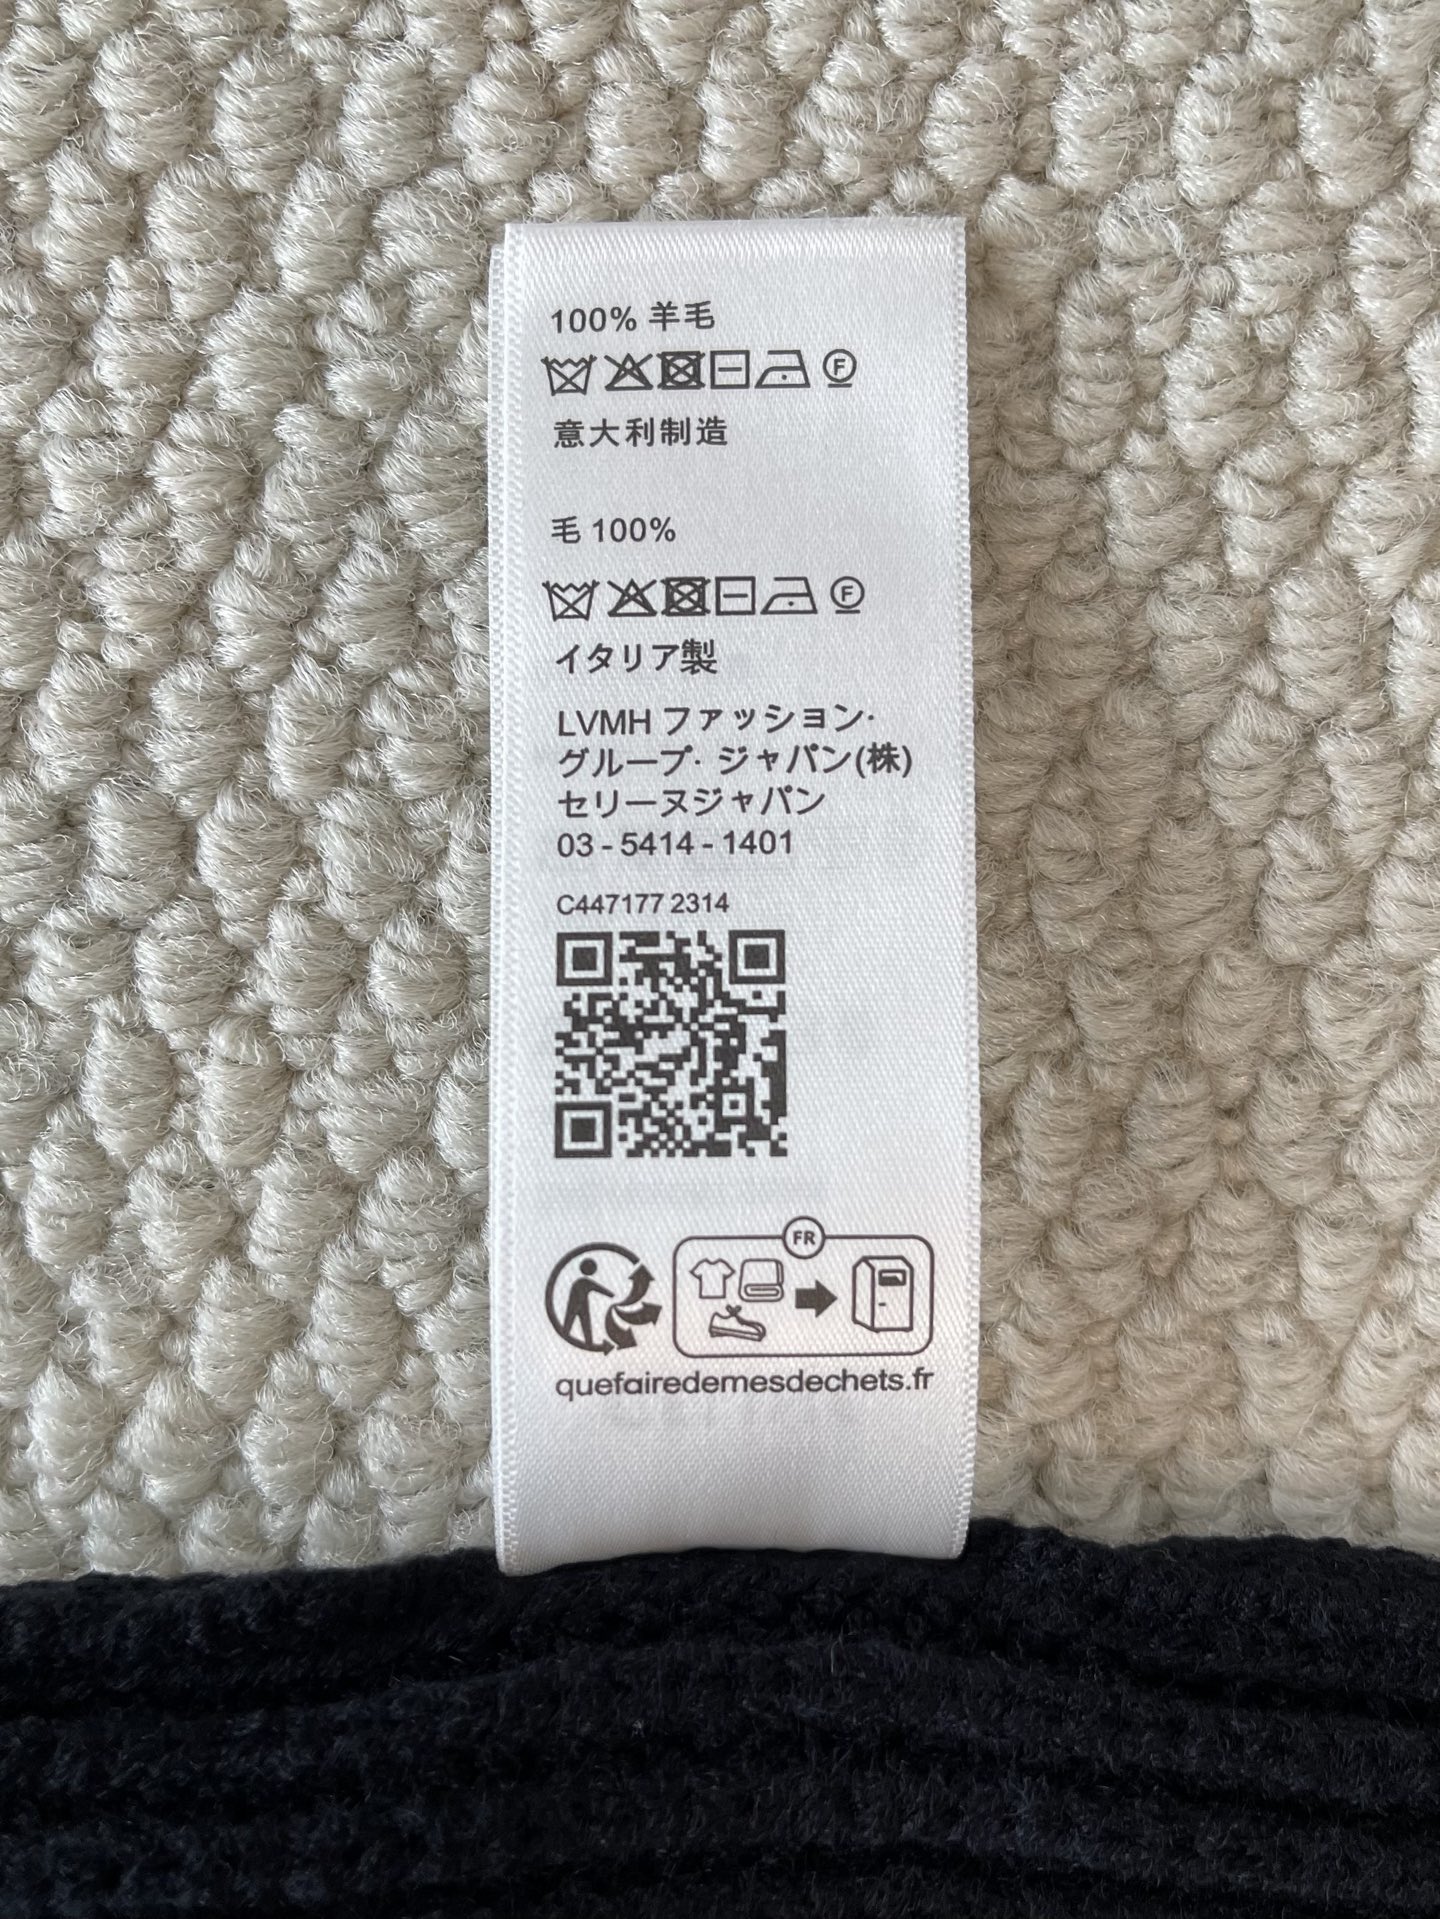 100% 羊毛
F
意大利制造
毛 100%
F
イタリア製
LVMH ファッション·
グループ· ジャパン(株)
セリーヌジャパン
03 - 5414 - 1401
C447177 2314
FR
quefairedemesdechets.fr